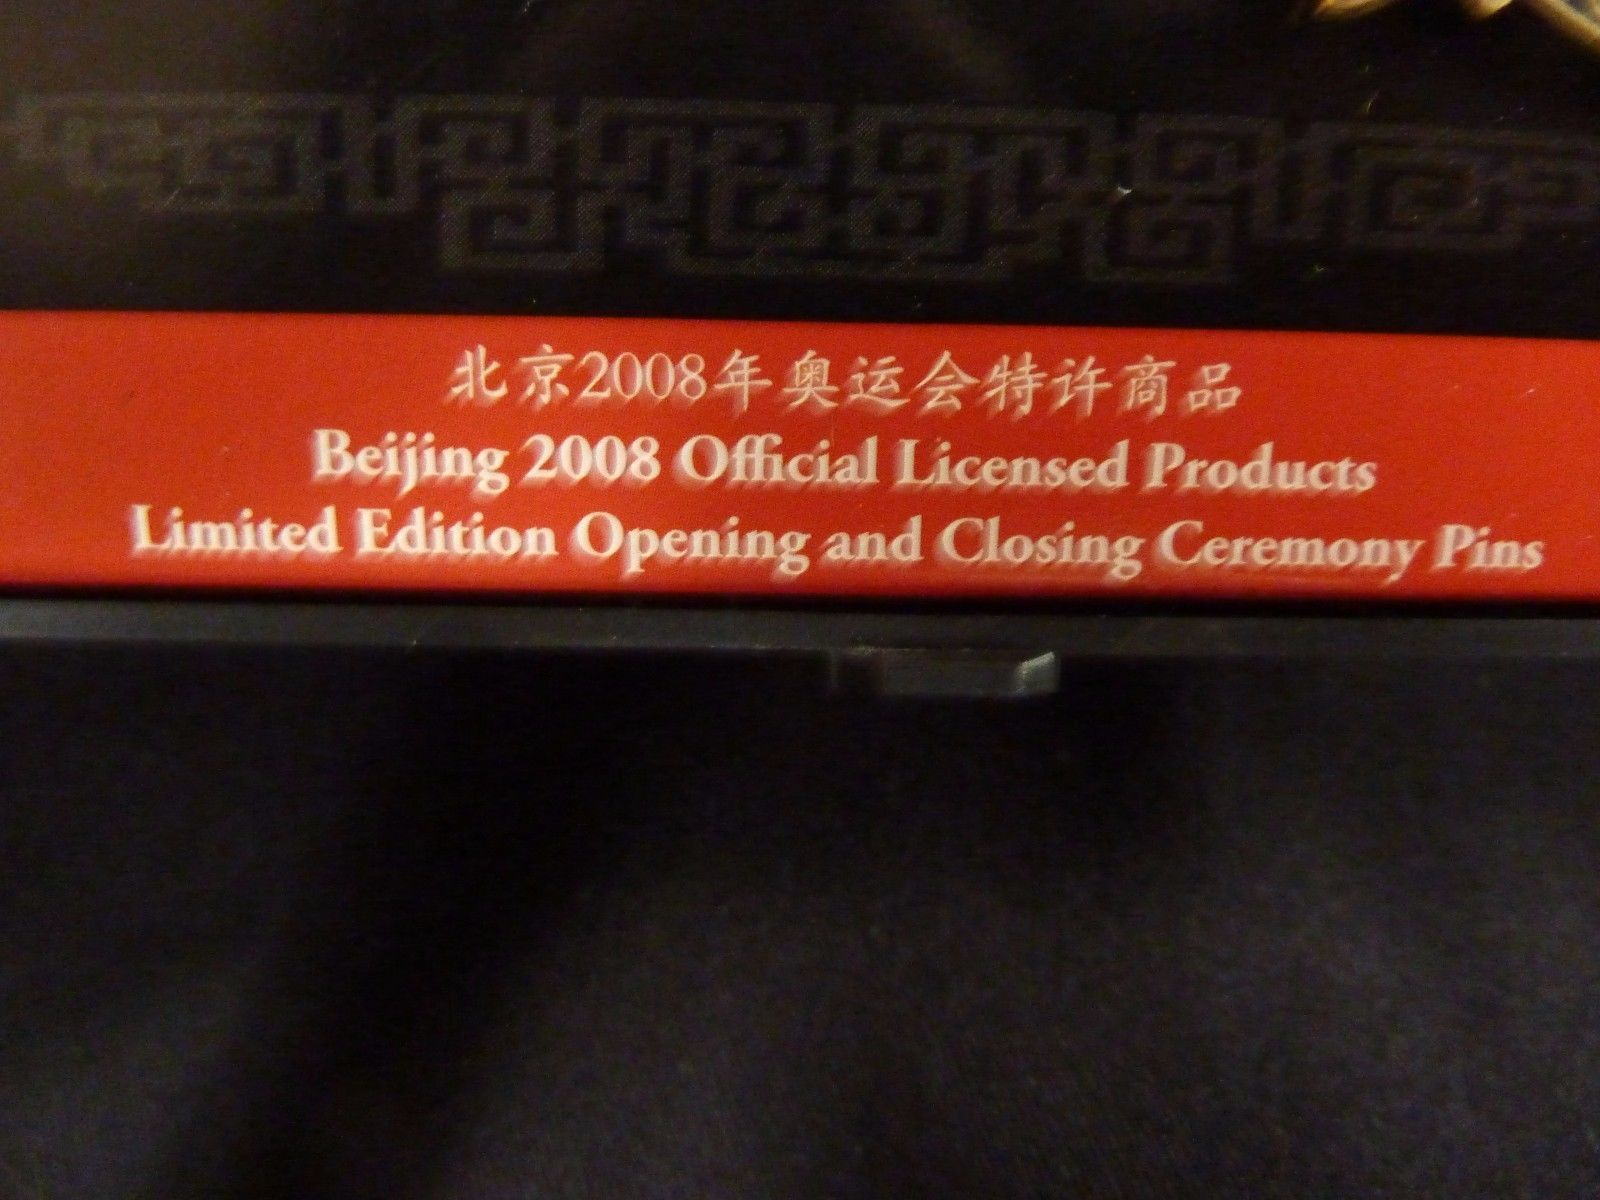 北京2008年奥运会特许商品
Beijing 2008 Official Licensed Products
Limited Edition Opening and Closing Ceremony Pins